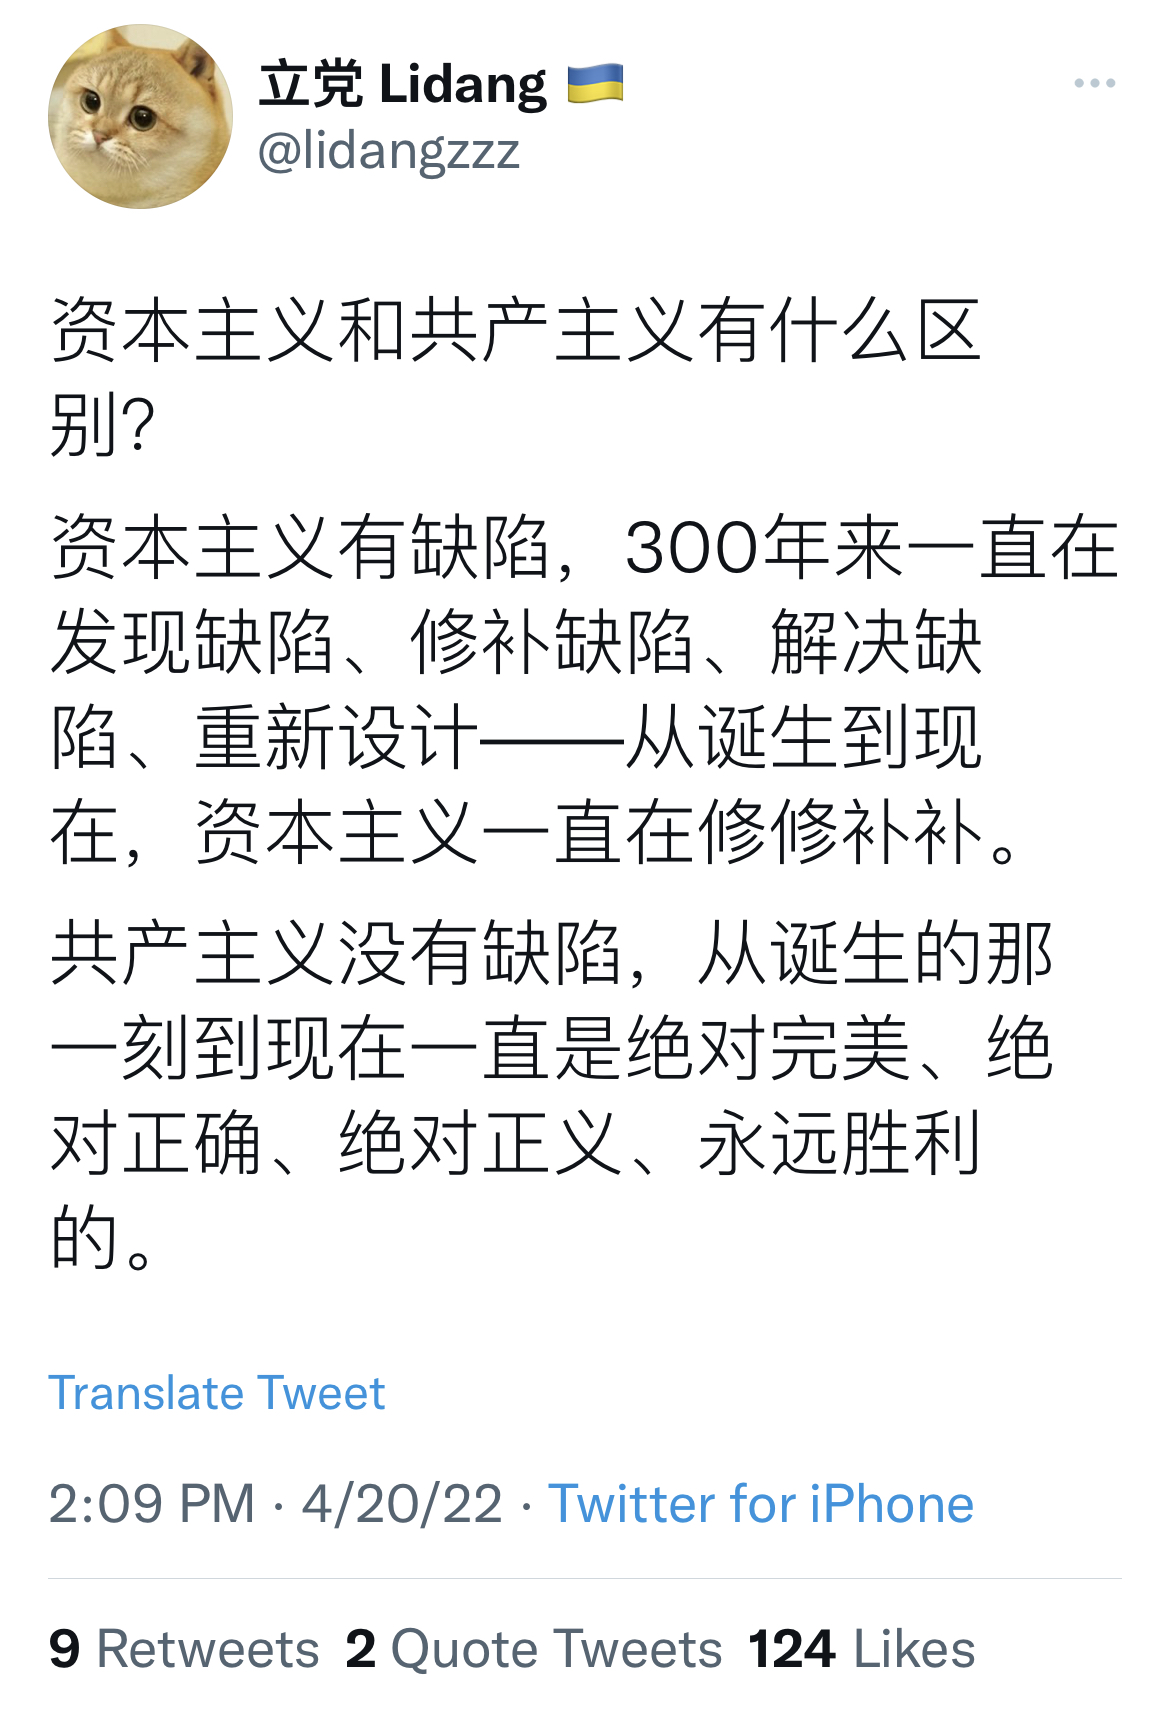 立党 Lidang 🇺🇦
@lidangzzz
资本主义和共产主义有什么区
别?
资本主义有缺陷，300年来一直在
发现缺陷、修补缺陷、解决缺
陷、重新设计——从诞生到现
在，资本主义一直在修修补补。
共产主义没有缺陷，从诞生的那
一刻到现在一直是绝对完美、绝
对正确、绝对正义、永远胜利
的。
Translate Tweet
2:09 PM · 4/20/22 · Twitter for iPhone
9 Retweets 2 Quote Tweets 124 Likes